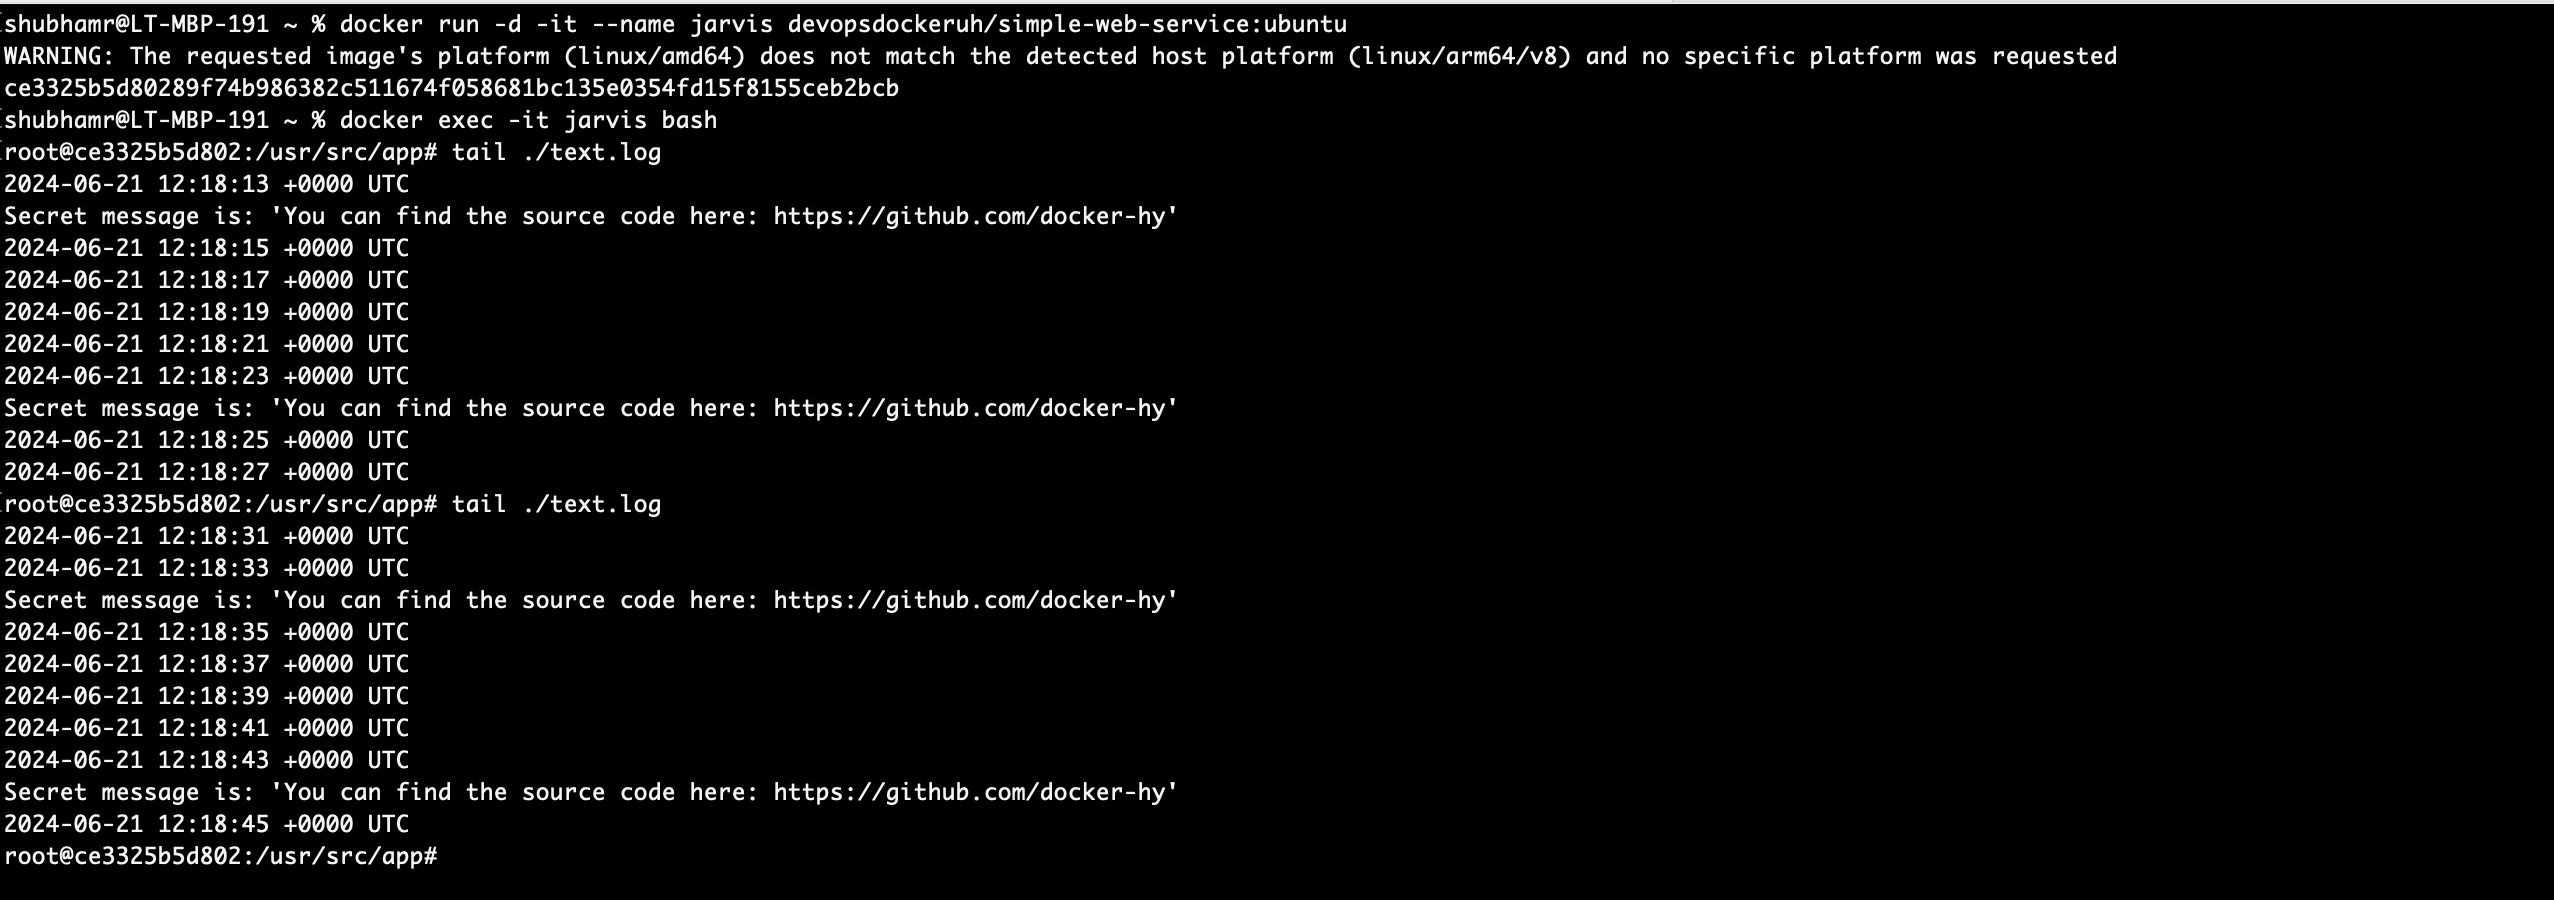 shubhamr@LT-MBP-191 ~ % docker run -d -it --name jarvis devopsdockeruh/simple-web-service:ubuntu
WARNING: The requested image's platform (linux/amd64) does not match the detected host platform (linux/arm64/v8) and no specific platform was requested
ce3325b5d80289f74b986382c511674f058681bc135e0354fd15f8155ceb2bcb
shubhamr@LT-MBP-191 ~ % docker exec -it jarvis bash
root@ce3325b5d802:/usr/src/app# tail ./text.log
2024-06-21 12:18:13 +0000 UTC
Secret message is: 'You can find the source code here: https://github.com/docker-hy'
2024-06-21 12:18:15 +0000 UTC
2024-06-21 12:18:17 +0000 UTC
2024-06-21 12:18:19 +0000 UTC
2024-06-21 12:18:21 +0000 UTC
2024-06-21 12:18:23 +0000 UTC
Secret message is: 'You can find the source code here: https://github.com/docker-hy'
2024-06-21 12:18:25 +0000 UTC
2024-06-21 12:18:27 +0000 UTC
root@ce3325b5d802:/usr/src/app# tail ./text.log
2024-06-21 12:18:31 +0000 UTC
2024-06-21 12:18:33 +0000 UTC
Secret message is: 'You can find the source code here: https://github.com/docker-hy'
2024-06-21 12:18:35 +0000 UTC
2024-06-21 12:18:37 +0000 UTC
2024-06-21 12:18:39 +0000 UTC
2024-06-21 12:18:41 +0000 UTC
2024-06-21 12:18:43 +0000 UTC
Secret message is: 'You can find the source code here: https://github.com/docker-hy'
2024-06-21 12:18:45 +0000 UTC
root@ce3325b5d802:/usr/src/app#